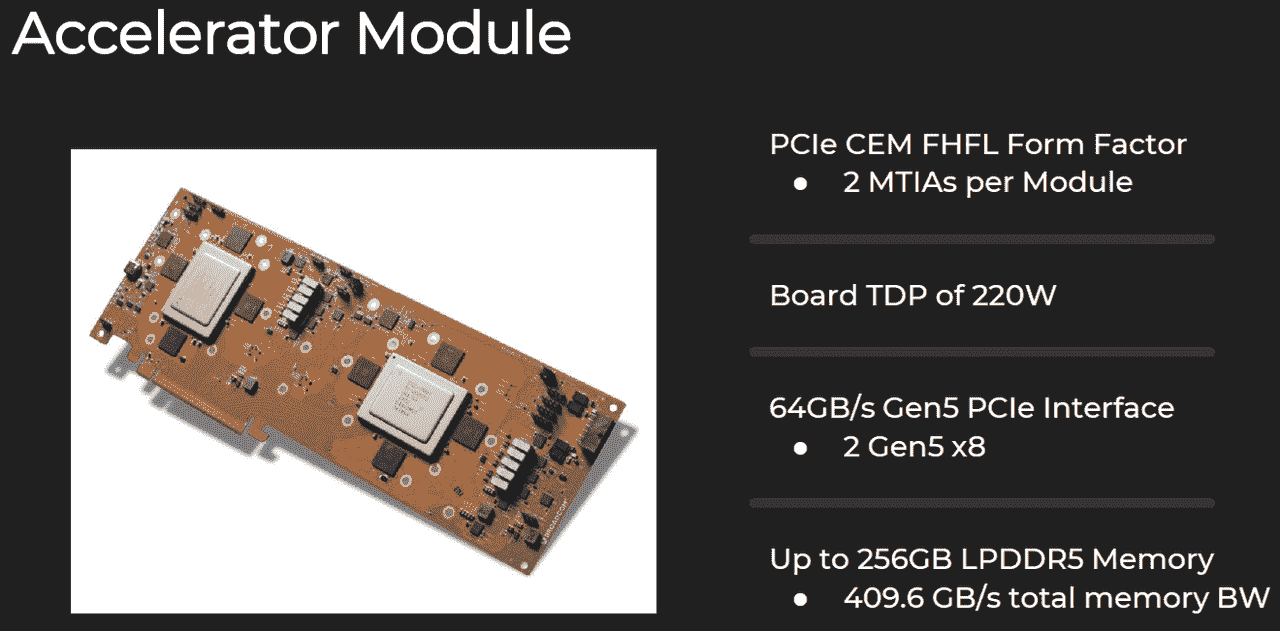 Accelerator Module
PCIe CEM FHFL Form Factor
● 2 MTIAs per Module
Board TDP of 220W
64GB/s Gen5 PCIe Interface
● 2 Gen5 x8
Up to 256GB LPDDR5 Memory
● 409.6 GB/s total memory BW
BROADCOM